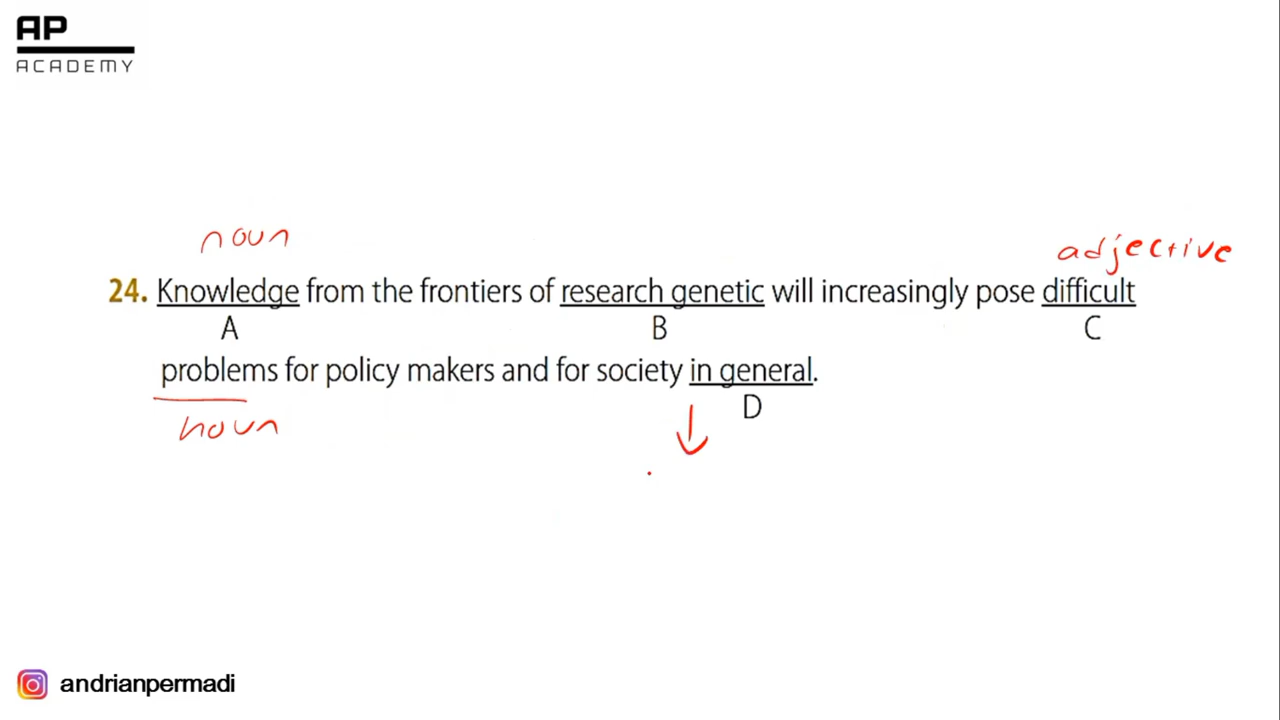 AP
ACADEMY
noun
adjective
24. Knowledge from the frontiers of research genetic will increasingly pose difficult
A B C
problems for policy makers and for society in general.
D
noun
andrianpermadi